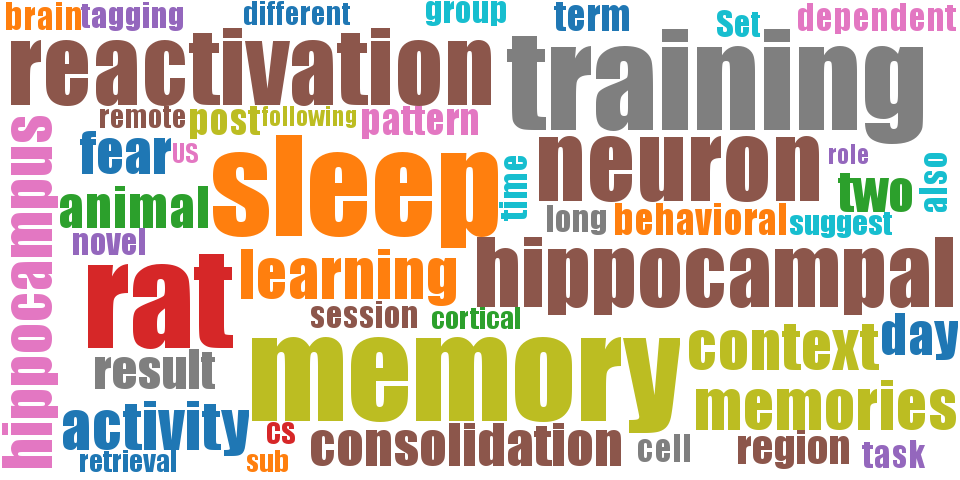 brain
tagging
different
group
term
Set
dependent
reactivation
training
remote
post
following
pattern
hippocampus
fear
US
sleep
time
neuron
role
also
animal
long
behavioral
two
suggest
novel
rat
learning
hippocampal
session
cortical
day
result
memory
context
memories
activity
cs
consolidation
cell
region
task
retrieval
sub